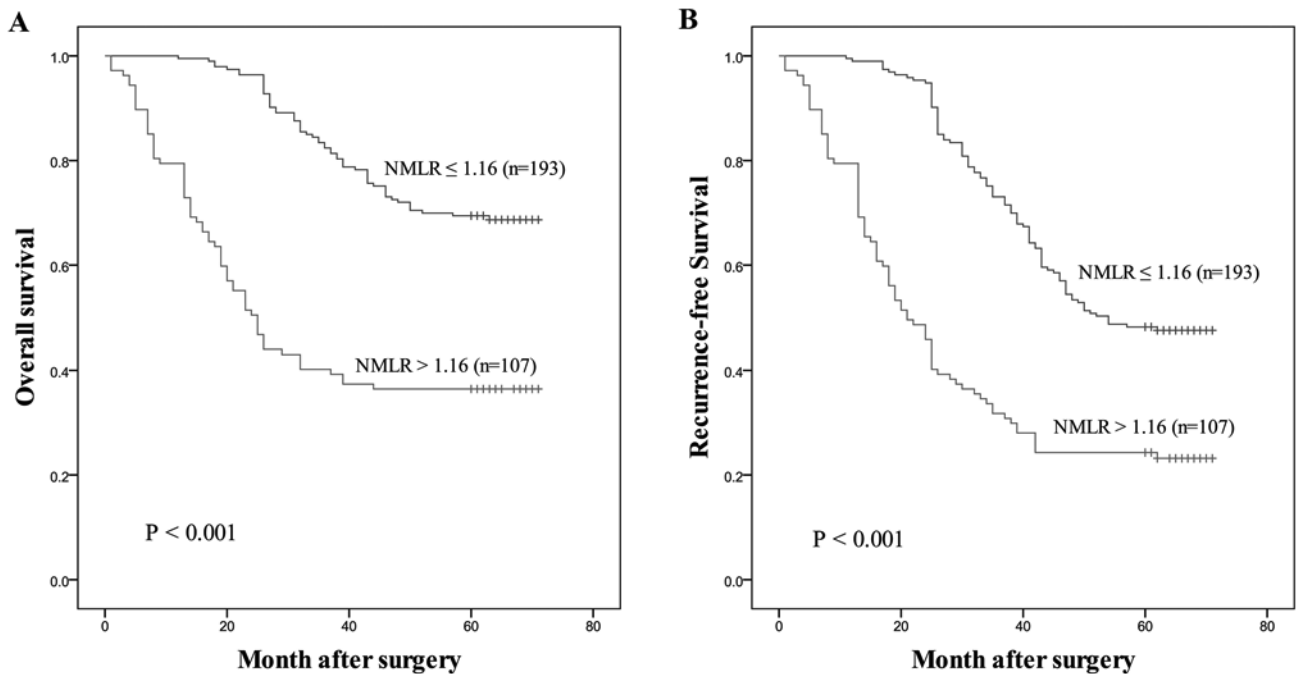 A
Overall survival
1.0
0.8
0.6
0.4
0.2
0.0
NMLR ≤ 1.16 (n=193)
NMLR > 1.16 (n=107)
P < 0.001
0 20 40 60 80
Month after surgery
B
Recurrence-free Survival
1.0
0.8
0.6
0.4
0.2
0.0
NMLR ≤ 1.16 (n=193)
NMLR > 1.16 (n=107)
P < 0.001
0 20 40 60 80
Month after surgery